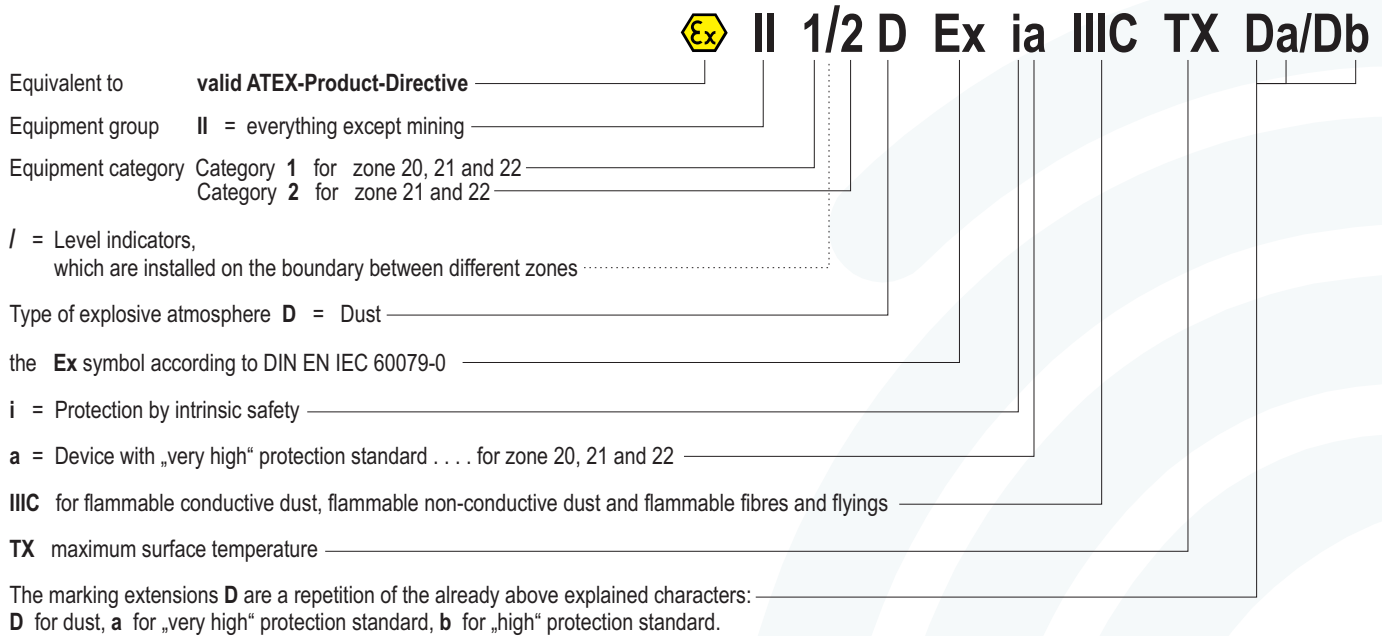 Ex II 1/2 D Ex ia IIIC TX Da/Db
Equivalent to valid ATEX-Product-Directive
Equipment group II = everything except mining
Equipment category Category 1 for zone 20, 21 and 22
Category 2 for zone 21 and 22
/ = Level indicators,
which are installed on the boundary between different zones
Type of explosive atmosphere D = Dust
the Ex symbol according to DIN EN IEC 60079-0
i = Protection by intrinsic safety
a = Device with „very high“ protection standard . . . . for zone 20, 21 and 22
IIIC for flammable conductive dust, flammable non-conductive dust and flammable fibres and flyings
TX maximum surface temperature
The marking extensions D are a repetition of the already above explained characters:
D for dust, a for „very high“ protection standard, b for „high“ protection standard.